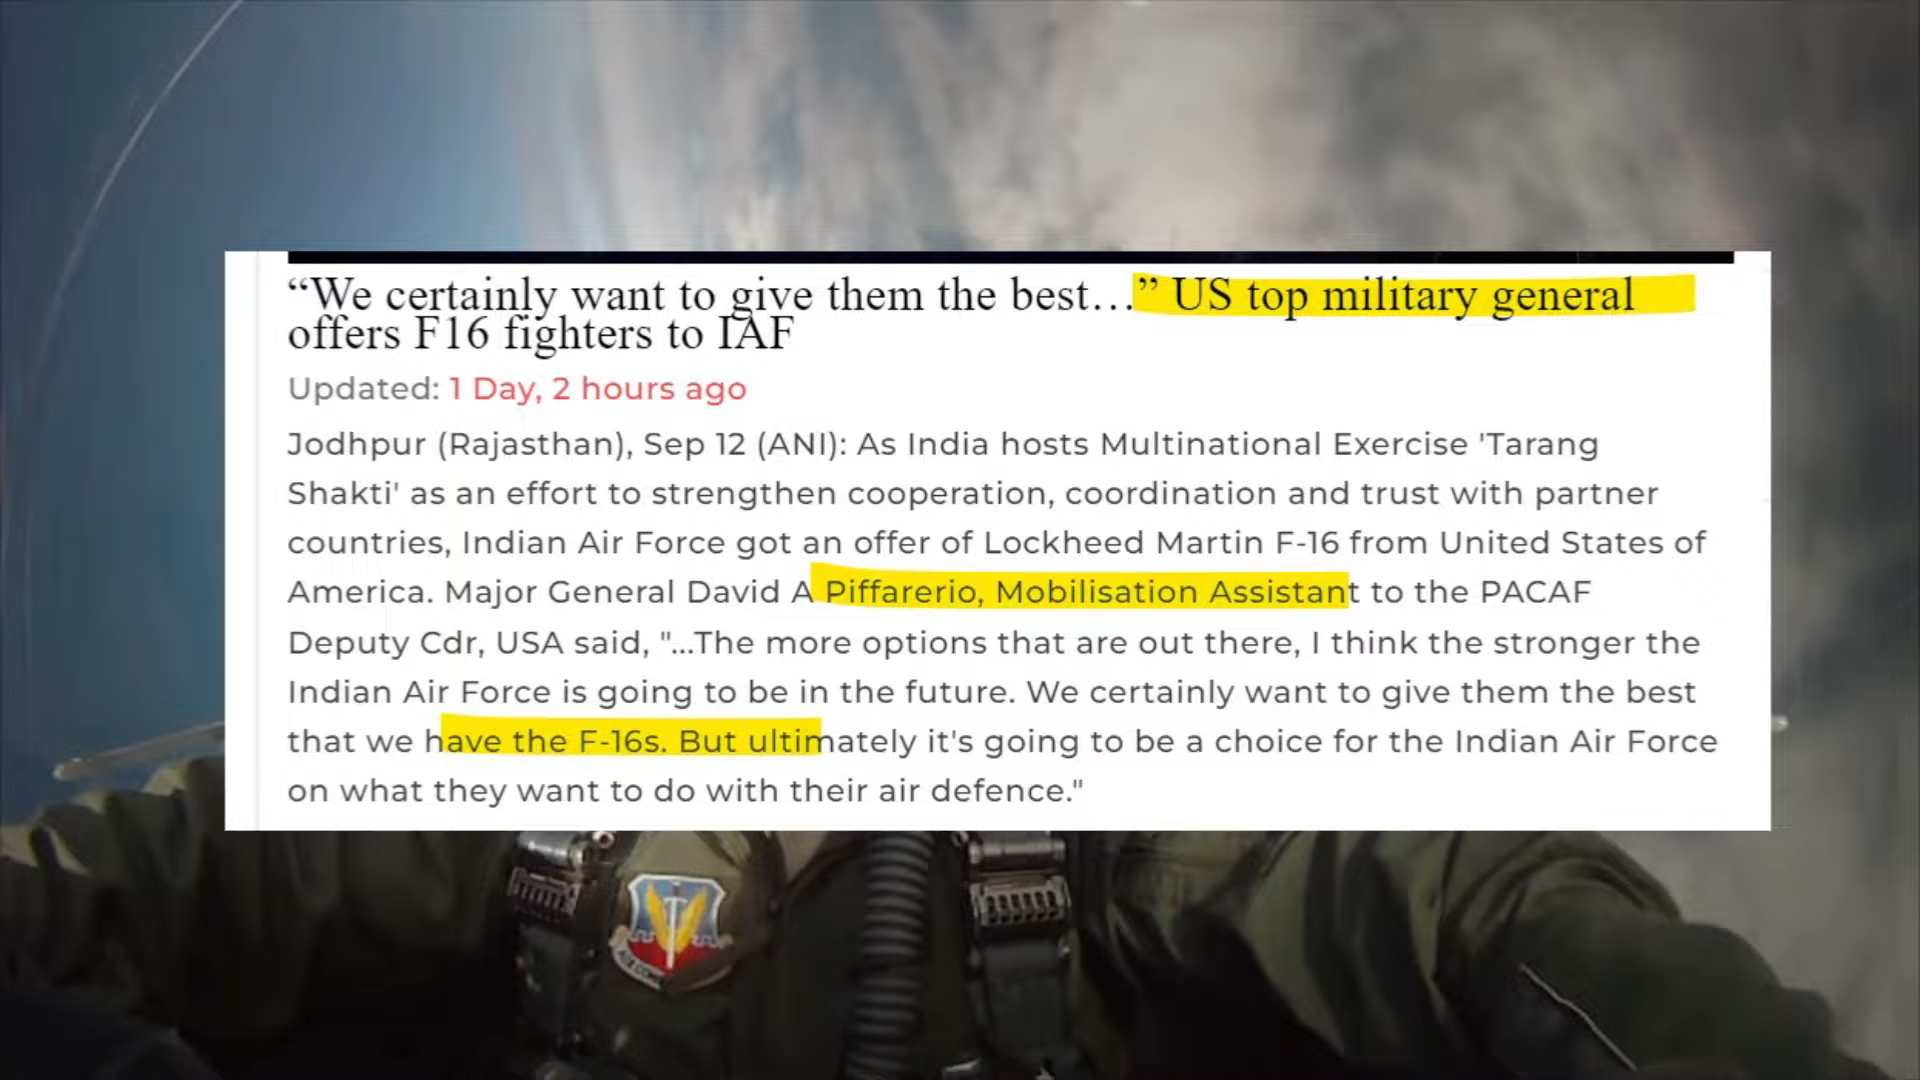 “We certainly want to give them the best…” US top military general
offers F16 fighters to IAF
Updated: 1 Day, 2 hours ago
Jodhpur (Rajasthan), Sep 12 (ANI): As India hosts Multinational Exercise 'Tarang
Shakti' as an effort to strengthen cooperation, coordination and trust with partner
countries, Indian Air Force got an offer of Lockheed Martin F-16 from United States of
America. Major General David A Piffarerio, Mobilisation Assistant to the PACAF
Deputy Cdr, USA said, "...The more options that are out there, I think the stronger the
Indian Air Force is going to be in the future. We certainly want to give them the best
that we have the F-16s. But ultimately it's going to be a choice for the Indian Air Force
on what they want to do with their air defence."